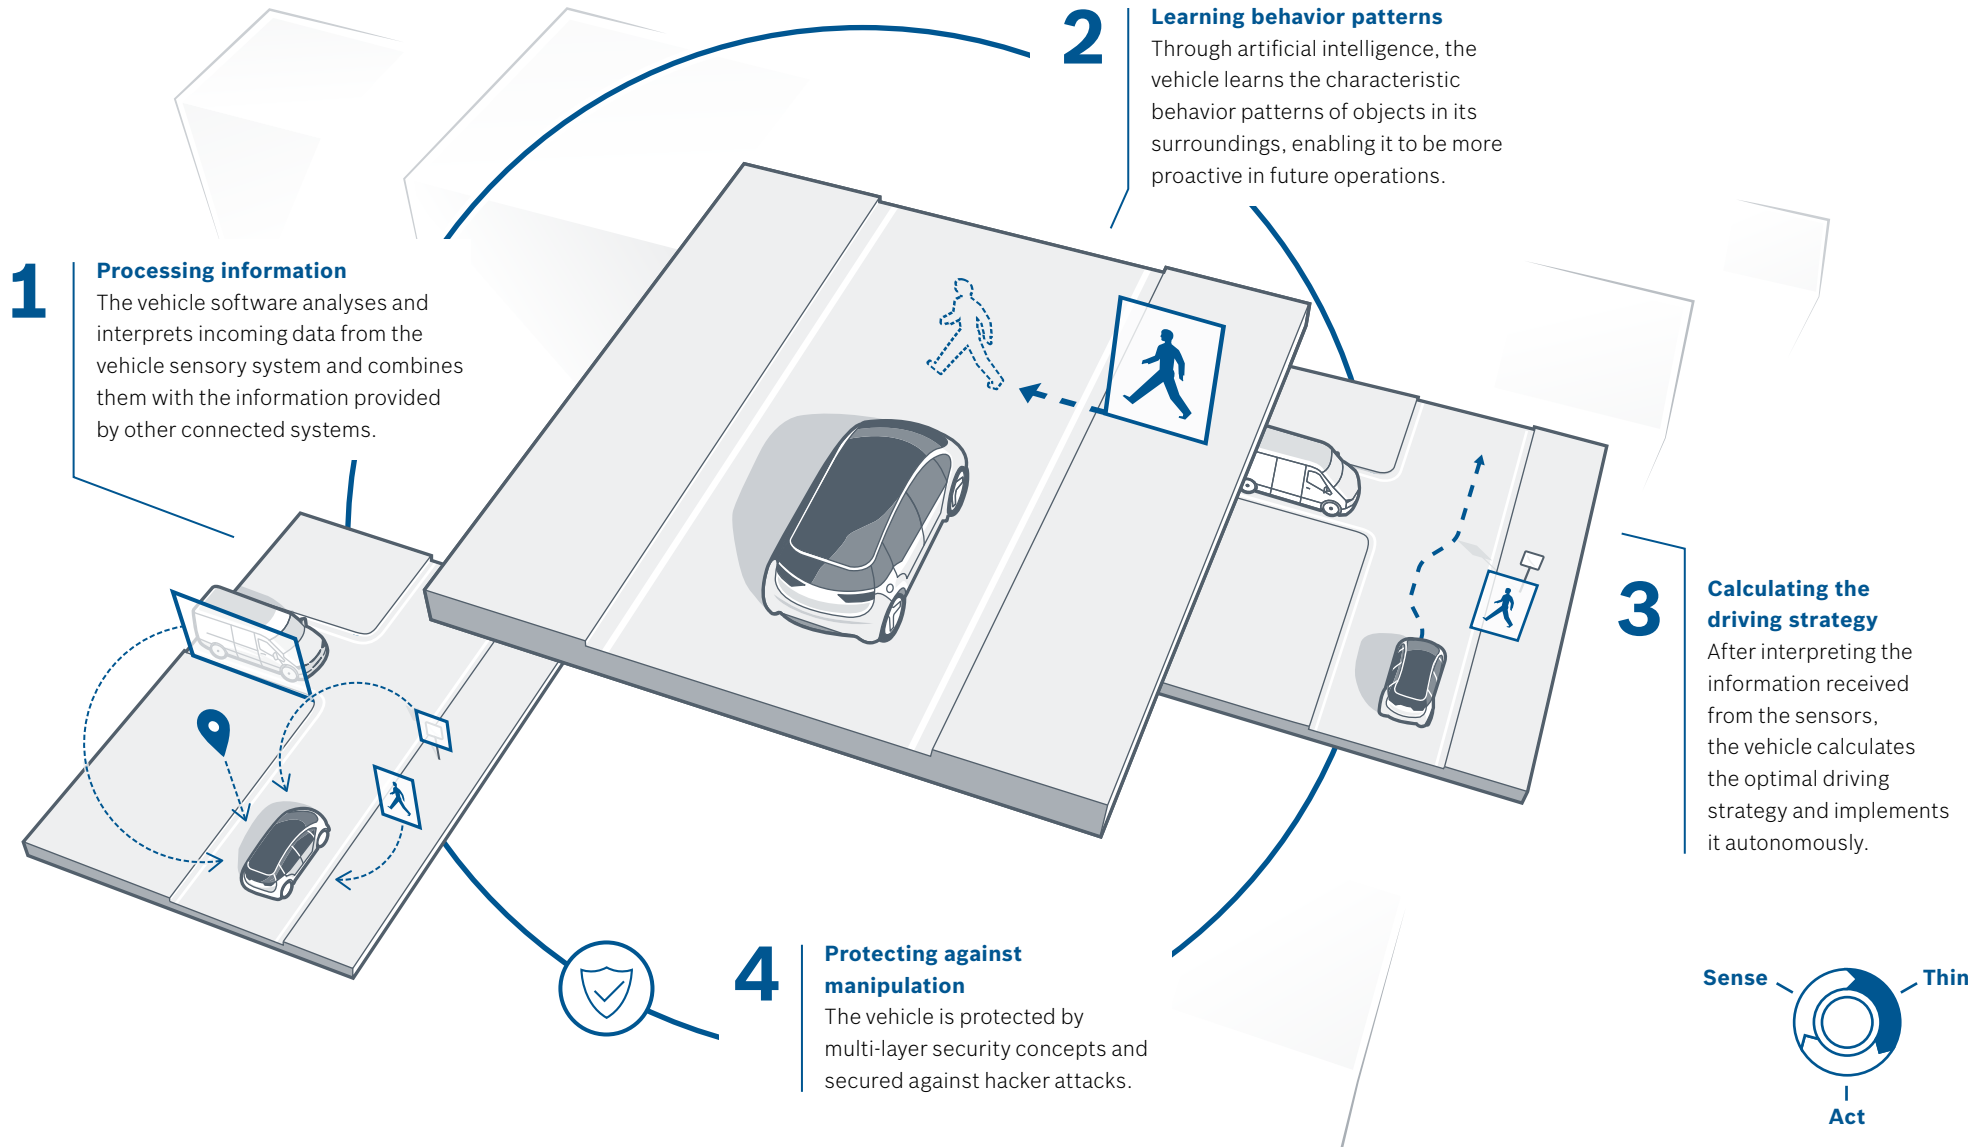 1
Processing information
The vehicle software analyses and
interprets incoming data from the
vehicle sensory system and combines
them with the information provided
by other connected systems.
2
Learning behavior patterns
Through artificial intelligence, the
vehicle learns the characteristic
behavior patterns of objects in its
surroundings, enabling it to be more
proactive in future operations.
3
Calculating the
driving strategy
After interpreting the
information received
from the sensors,
the vehicle calculates
the optimal driving
strategy and implements
it autonomously.
4
Protecting against
manipulation
The vehicle is protected by
multi-layer security concepts and
secured against hacker attacks.
Sense
Thin
Act